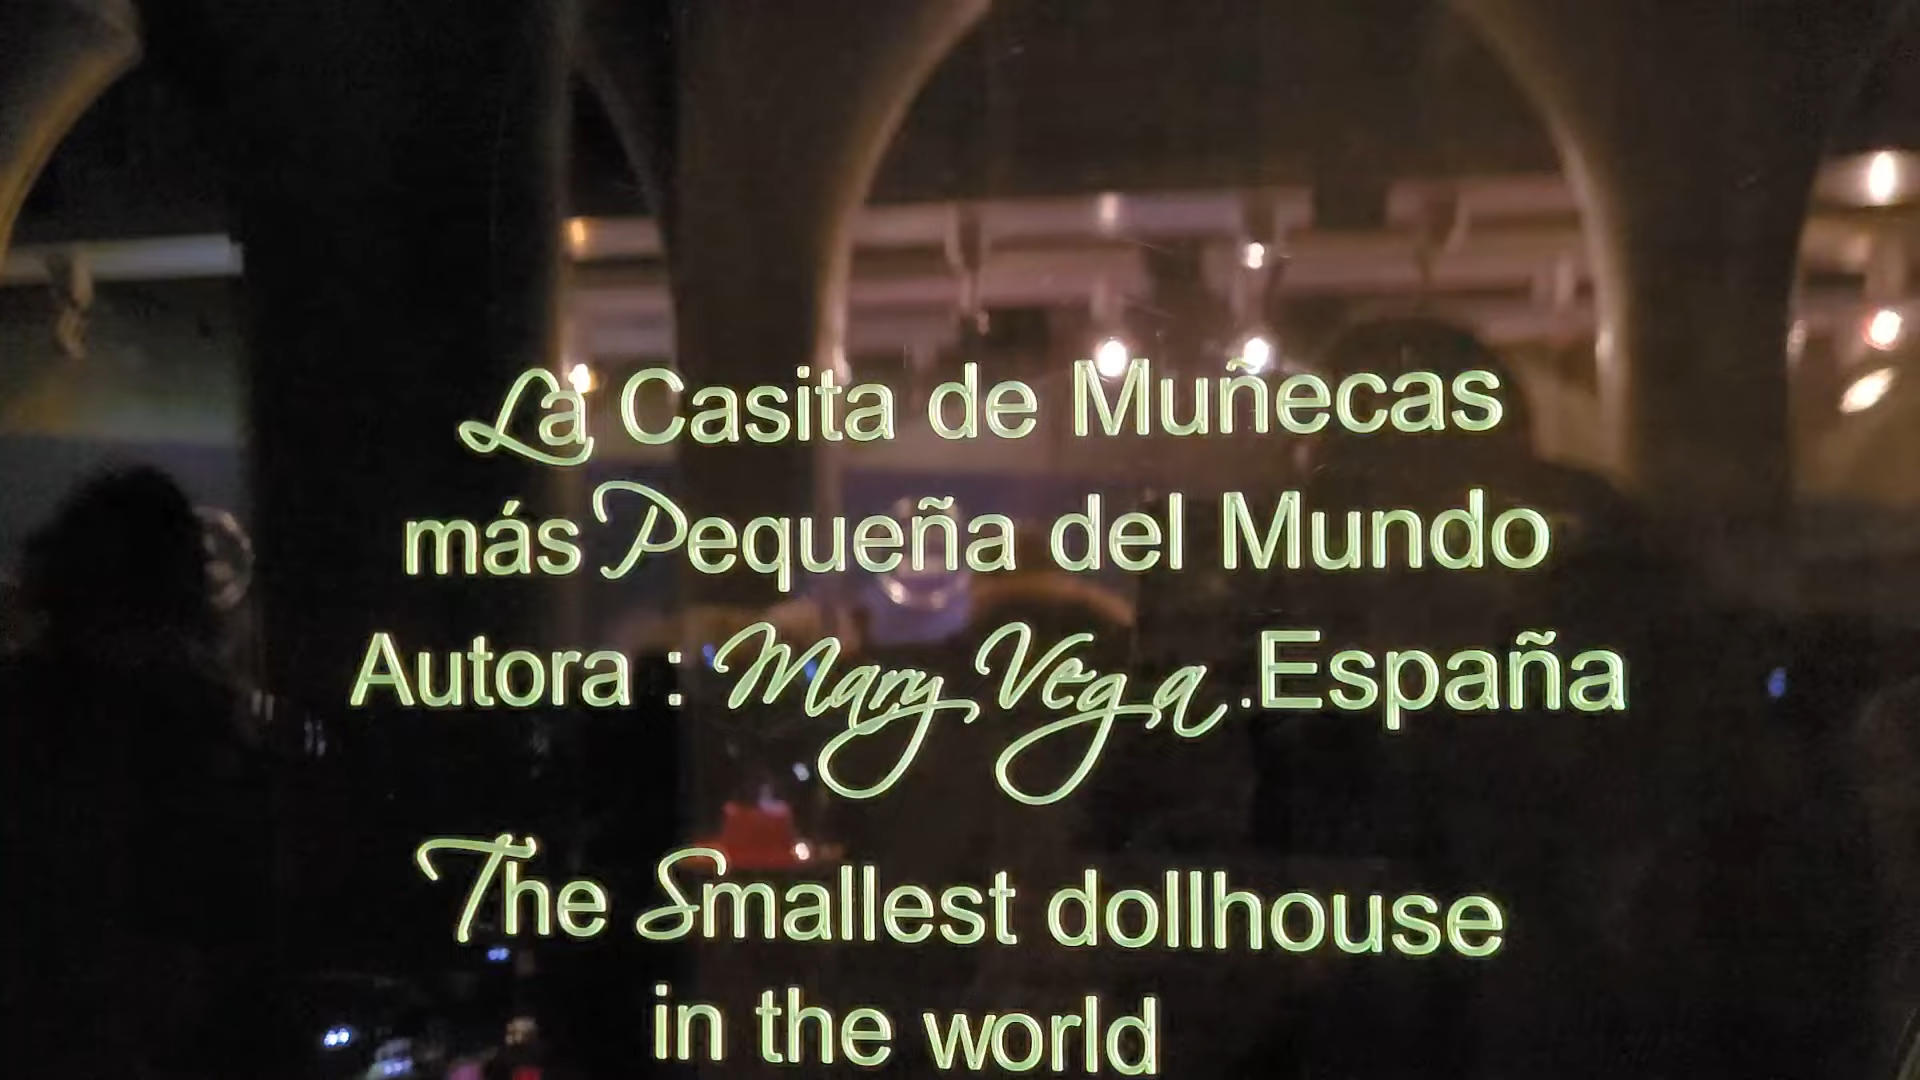 La Casita de Muñecas
más Pequeña del Mundo
Autora : Mary Vega .España
The Smallest dollhouse
in the world